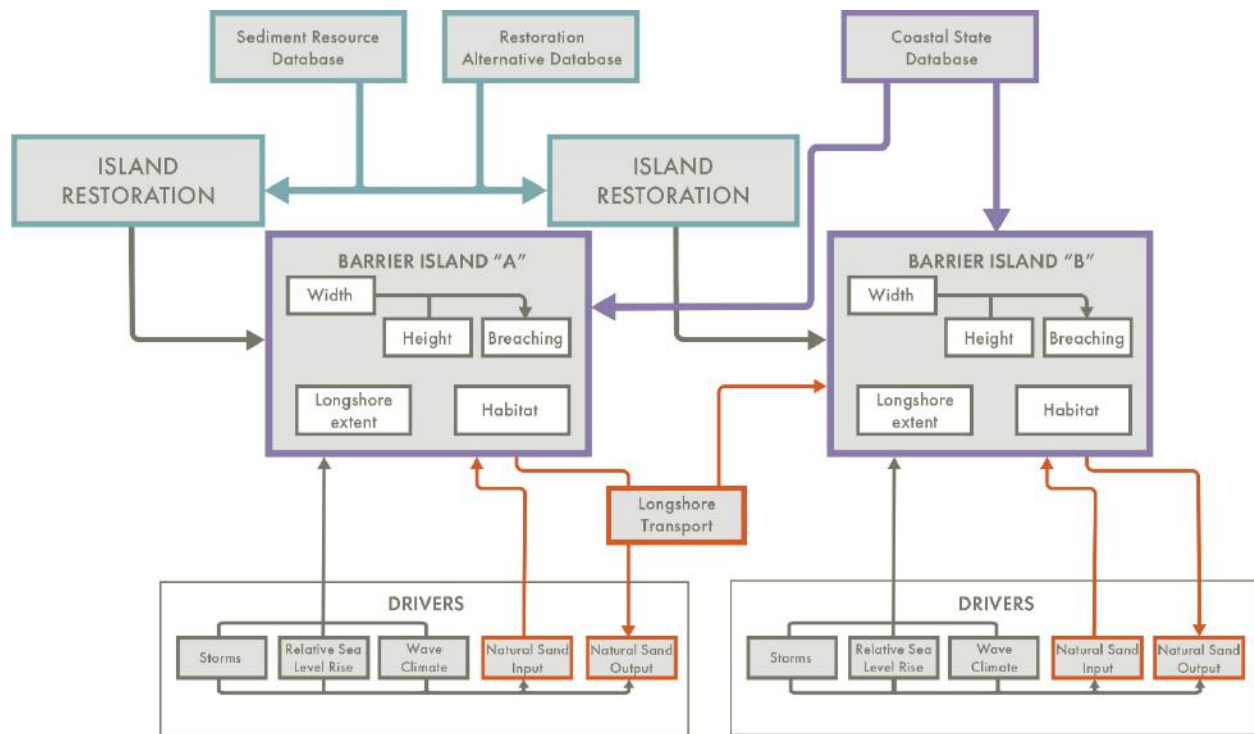 Sediment Resource
Database
Restoration
Alternative Database
Coastal State
Database
ISLAND
RESTORATION
ISLAND
RESTORATION
BARRIER ISLAND "A"
Width
Height
Breaching
Longshore
extent
Habitat
BARRIER ISLAND "B"
Width
Height
Breaching
Longshore
extent
Habitat
Longshore
Transport
DRIVERS
Storms
Relative Sea
Level Rise
Wave
Climate
Natural Sand
Input
Natural Sand
Output
DRIVERS
Storms
Relative Sea
Level Rise
Wave
Climate
Natural Sand
Input
Natural Sand
Output